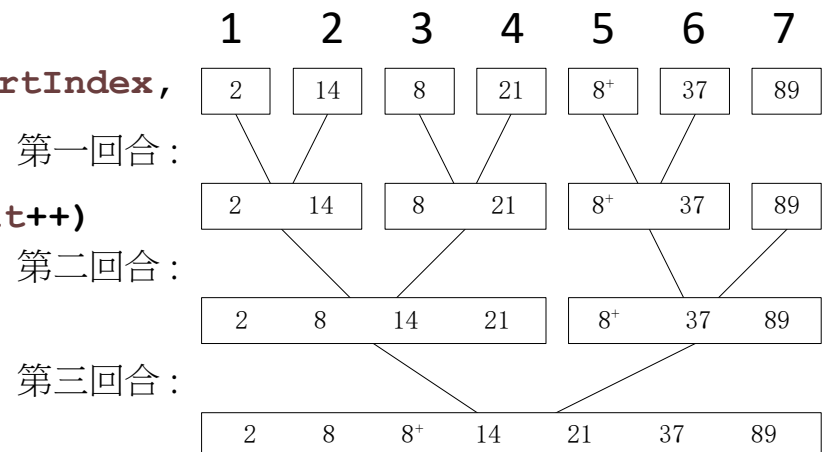 1 2 3 4 5 6 7
rtIndex, 2 14 8 21 8⁺ 37 89
第一回合:
2 14 8 21 8⁺ 37 89
t++)
第二回合:
2 8 14 21 8⁺ 37 89
第三回合:
2 8 8⁺ 14 21 37 89